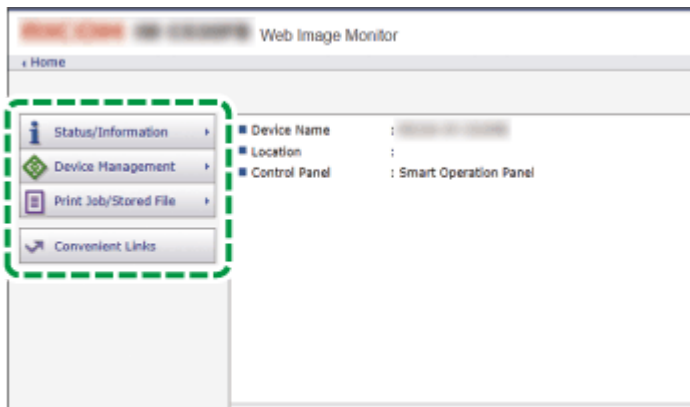 Web Image Monitor
Home
Status/Information
Device Management
Print Job/Stored File
Convenient Links
Device Name :
Location :
Control Panel : Smart Operation Panel